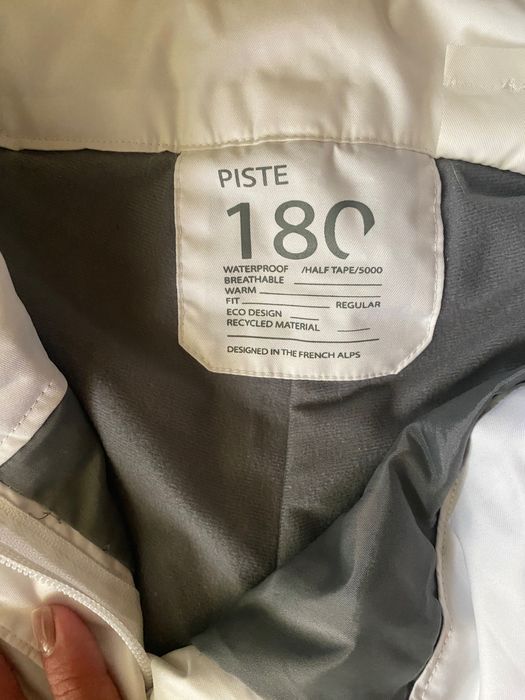 PISTE
180
WATERPROOF /HALF TAPE/5000
BREATHABLE
WARM
FIT REGULAR
ECO DESIGN
RECYCLED MATERIAL
DESIGNED IN THE FRENCH ALPS